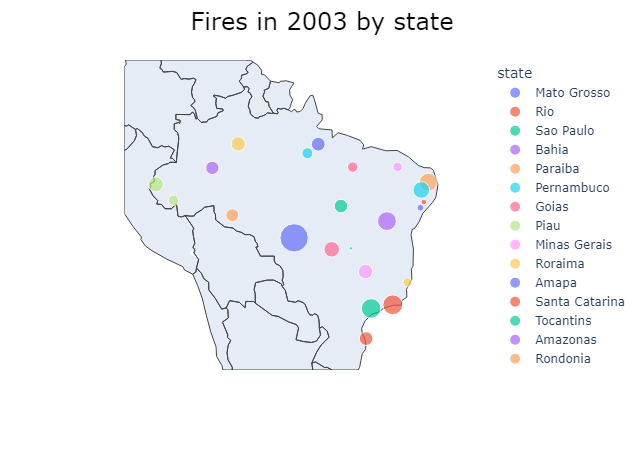 Fires in 2003 by state
state
Mato Grosso
Rio
Sao Paulo
Bahia
Paraiba
Pernambuco
Goias
Piau
Minas Gerais
Roraima
Amapa
Santa Catarina
Tocantins
Amazonas
Rondonia